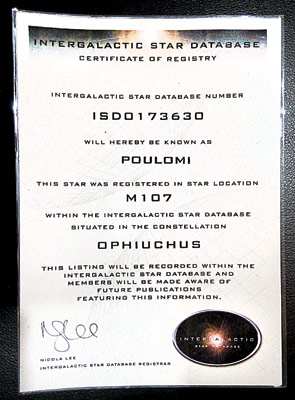 INTERGALACTIC STAR DATABASE
CERTIFICATE OF REGISTRY
INTERGALACTIC STAR DATABASE NUMBER
ISD0173630
WILL HEREBY BE KNOWN AS
POULOMI
THIS STAR WAS REGISTERED IN STAR LOCATION
M107
WITHIN THE INTERGALACTIC STAR DATABASE
SITUATED IN THE CONSTELLATION
OPHIUCHUS
THIS LISTING WILL BE RECORDED WITHIN THE
INTERGALACTIC STAR DATABASE AND
MEMBERS WILL BE MADE AWARE OF
FUTURE PUBLICATIONS
FEATURING THIS INFORMATION.
NLee
NICOLA LEE
INTERGALACTIC STAR DATABASE REGISTRAR
INTERGALACTIC
STAR DATABASE